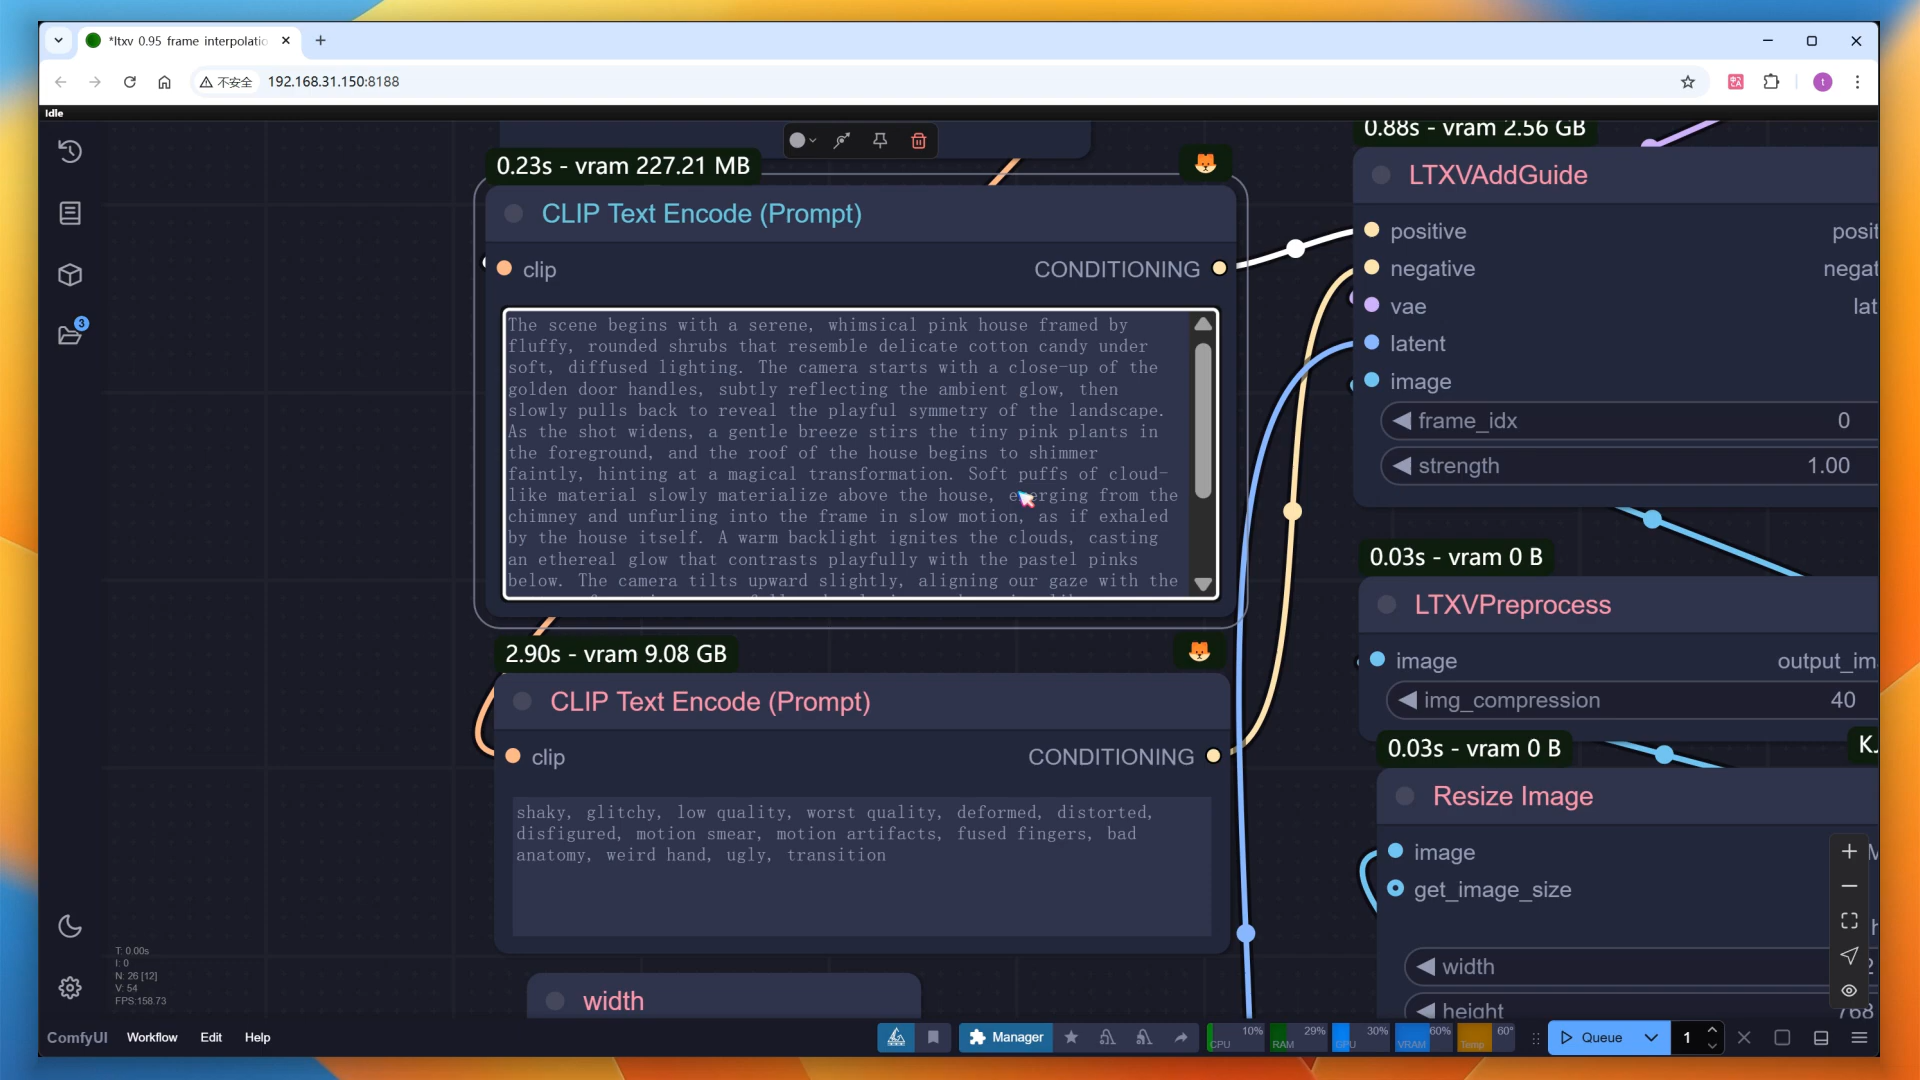 *ltxv 0.95 frame interpolatio
不安全
192.168.31.150:8188
t
Idle
3
0.23s - vram 227.21 MB
CLIP Text Encode (Prompt)
clip
CONDITIONING
The scene begins with a serene, whimsical pink house framed by
fluffy, rounded shrubs that resemble delicate cotton candy under
soft, diffused lighting. The camera starts with a close-up of the
golden door handles, subtly reflecting the ambient glow, then
slowly pulls back to reveal the playful symmetry of the landscape.
As the shot widens, a gentle breeze stirs the tiny pink plants in
the foreground, and the roof of the house begins to shimmer
faintly, hinting at a magical transformation. Soft puffs of cloud-
like material slowly materialize above the house, emerging from the
chimney and unfurling into the frame in slow motion, as if exhaled
by the house itself. A warm backlight ignites the clouds, casting
an ethereal glow that contrasts playfully with the pastel pinks
below. The camera tilts upward slightly, aligning our gaze with the
2.90s - vram 9.08 GB
CLIP Text Encode (Prompt)
clip
CONDITIONING
shaky, glitchy, low quality, worst quality, deformed, distorted,
disfigured, motion smear, motion artifacts, fused fingers, bad
anatomy, weird hand, ugly, transition
width
0.88s - vram 2.56 GB
LTXVAddGuide
positive
posit
negative
negat
vae
lat
latent
image
frame_idx
0
strength
1.00
0.03s - vram 0 B
LTXVPreprocess
image
output_im
img_compression
40
0.03s - vram 0 B
KJ
Resize Image
image
get_image_size
width
2
height
768
T: 0.00s
I: 0
N: 26 [12]
V: 54
FPS:158.73
ComfyUI
Workflow
Edit
Help
Manager
10%
CPU
29%
RAM
30%
GPU
60%
VRAM
60°
Temp
Queue
1